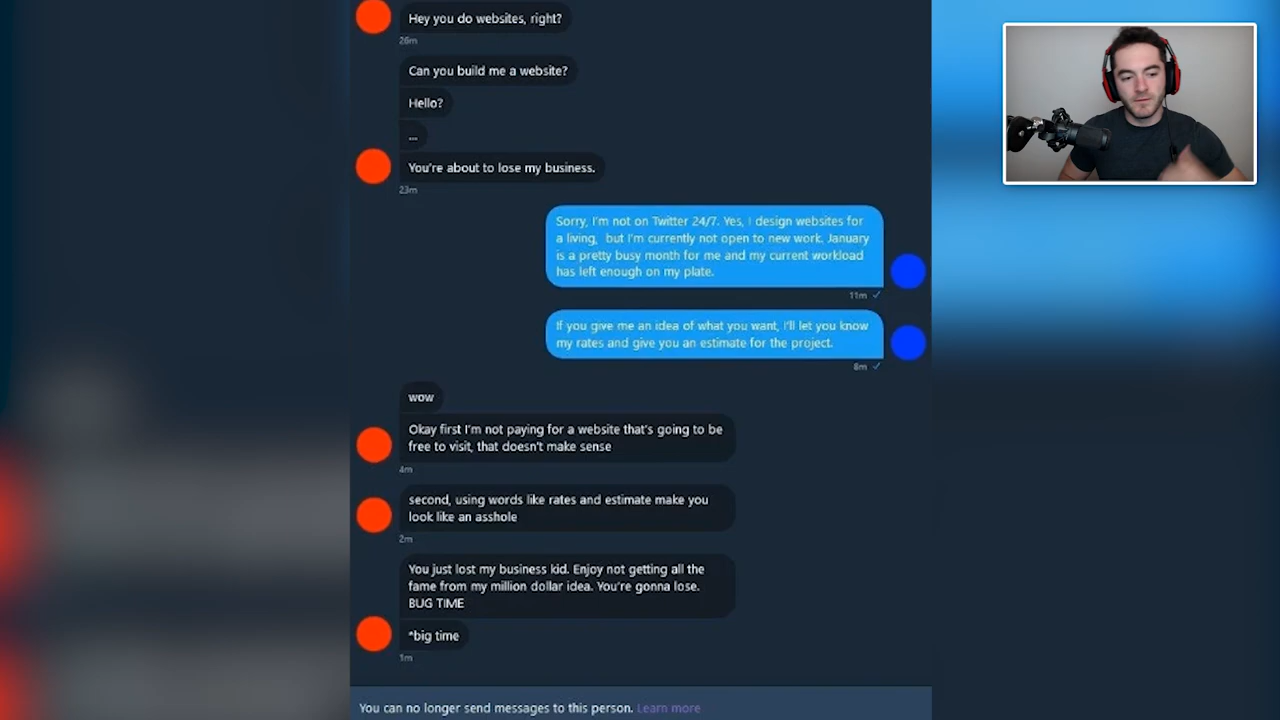 Hey you do websites, right?
26m
Can you build me a website?
Hello?
...
You're about to lose my business.
23m
Sorry, I'm not on Twitter 24/7. Yes, I design websites for
a living, but I'm currently not open to new work. January
is a pretty busy month for me and my current workload
has left enough on my plate.
11m
If you give me an idea of what you want, I'll let you know
my rates and give you an estimate for the project.
8m
wow
Okay first I'm not paying for a website that's going to be
free to visit, that doesn't make sense
4m
second, using words like rates and estimate make you
look like an asshole
2m
You just lost my business kid. Enjoy not getting all the
fame from my million dollar idea. You're gonna lose.
BUG TIME
*big time
1m
You can no longer send messages to this person. Learn more